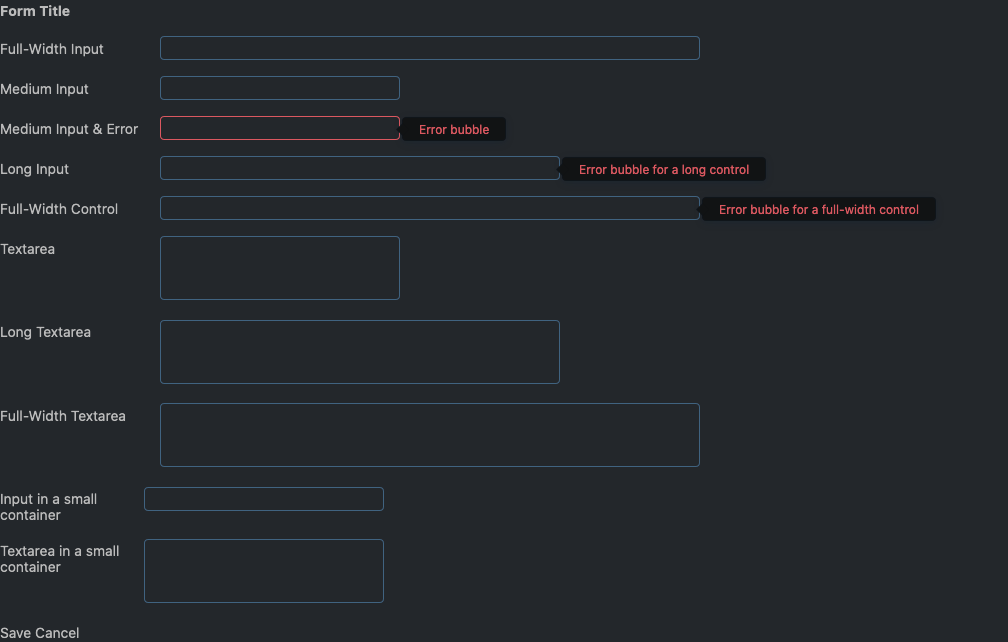 Form Title
Full-Width Input
Medium Input
Medium Input & Error
Error bubble
Long Input
Error bubble for a long control
Full-Width Control
Error bubble for a full-width control
Textarea
Long Textarea
Full-Width Textarea
Input in a small
container
Textarea in a small
container
Save Cancel